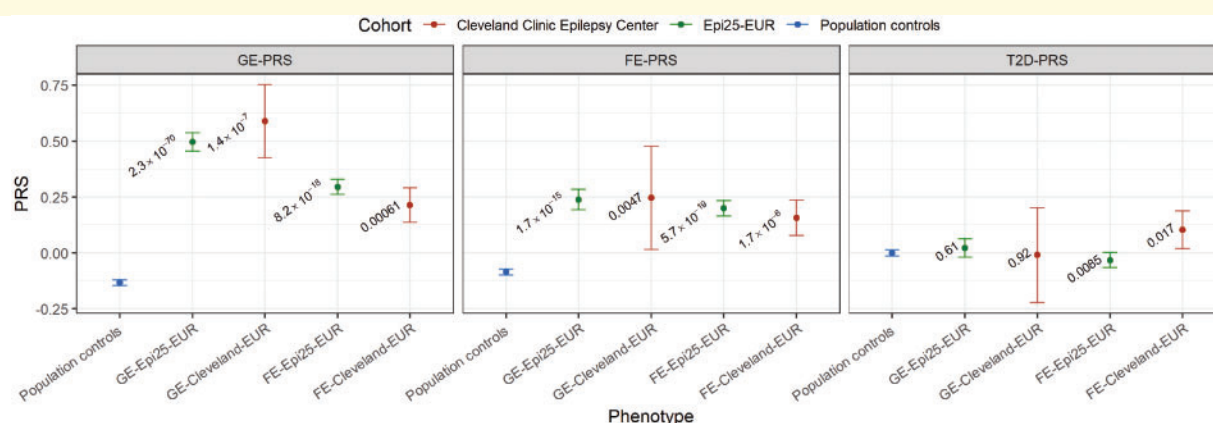 Cohort Cleveland Clinic Epilepsy Center Epi25-EUR Population controls
GE-PRS FE-PRS T2D-PRS
PRS
0.75
0.50
0.25
0.00
-0.25
2.3 × 10⁻⁷⁰
1.4 × 10⁻⁷
8.2 × 10⁻¹⁸
0.00061
1.7 × 10⁻¹⁵
0.0047
5.7 × 10⁻¹⁹
1.7 × 10⁻⁶
0.61
0.92
0.0085
0.017
Population controls
GE-Epi25-EUR
GE-Cleveland-EUR
FE-Epi25-EUR
FE-Cleveland-EUR
Population controls
GE-Epi25-EUR
GE-Cleveland-EUR
FE-Epi25-EUR
FE-Cleveland-EUR
Population controls
GE-Epi25-EUR
GE-Cleveland-EUR
FE-Epi25-EUR
FE-Cleveland-EUR
Phenotype